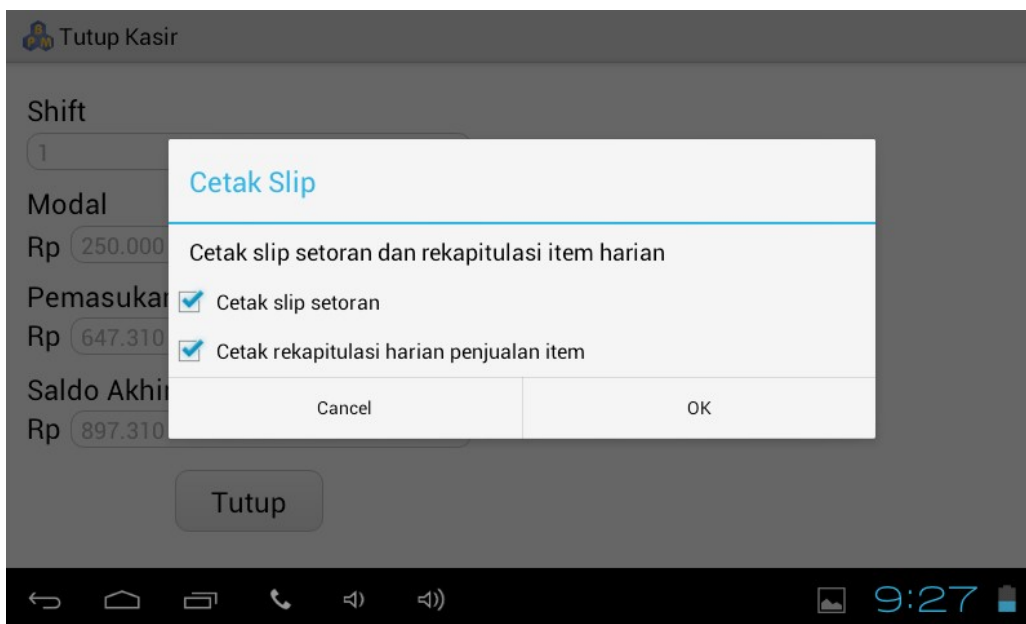 Tutup Kasir
Shift
1
Cetak Slip
Modal
Rp 250.000
Cetak slip setoran dan rekapitulasi item harian
Pemasukan
Cetak slip setoran
Rp 647.310
Cetak rekapitulasi harian penjualan item
Saldo Akhir
Cancel
OK
Rp 897.310
Tutup
9:27